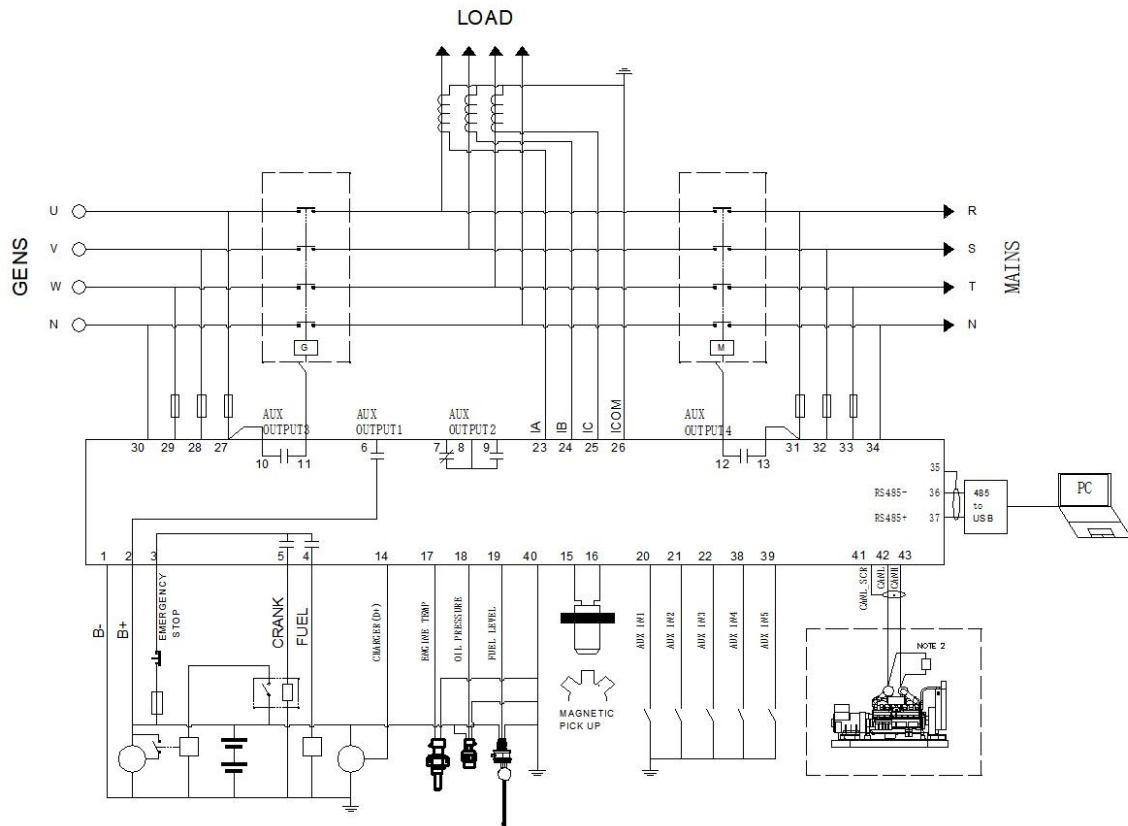 LOAD
GENS
U
V
W
N
R
S
T
N
MAINS
G
M
AUX
OUTPUT3
AUX
OUTPUT1
AUX
OUTPUT2
IA
IB
IC
ICOM
AUX
OUTPUT4
30
29
28
27
10
11
6
7
8
9
23
24
25
26
12
13
31
32
33
34
35
RS485-
36
RS485+
37
485
to
USB
PC
1
2
3
5
4
14
17
18
19
40
15
16
20
21
22
38
39
41
42
43
B-
B+
EMERGENCY
STOP
CRANK
FUEL
CHARGER(D+)
ENGINE TEMP
OIL PRESSURE
FUEL LEVEL
MAGNETIC
PICK UP
AUX IN1
AUX IN2
AUX IN3
AUX IN4
AUX IN5
CANL_SCR
CANL
CANH
NOTE 2